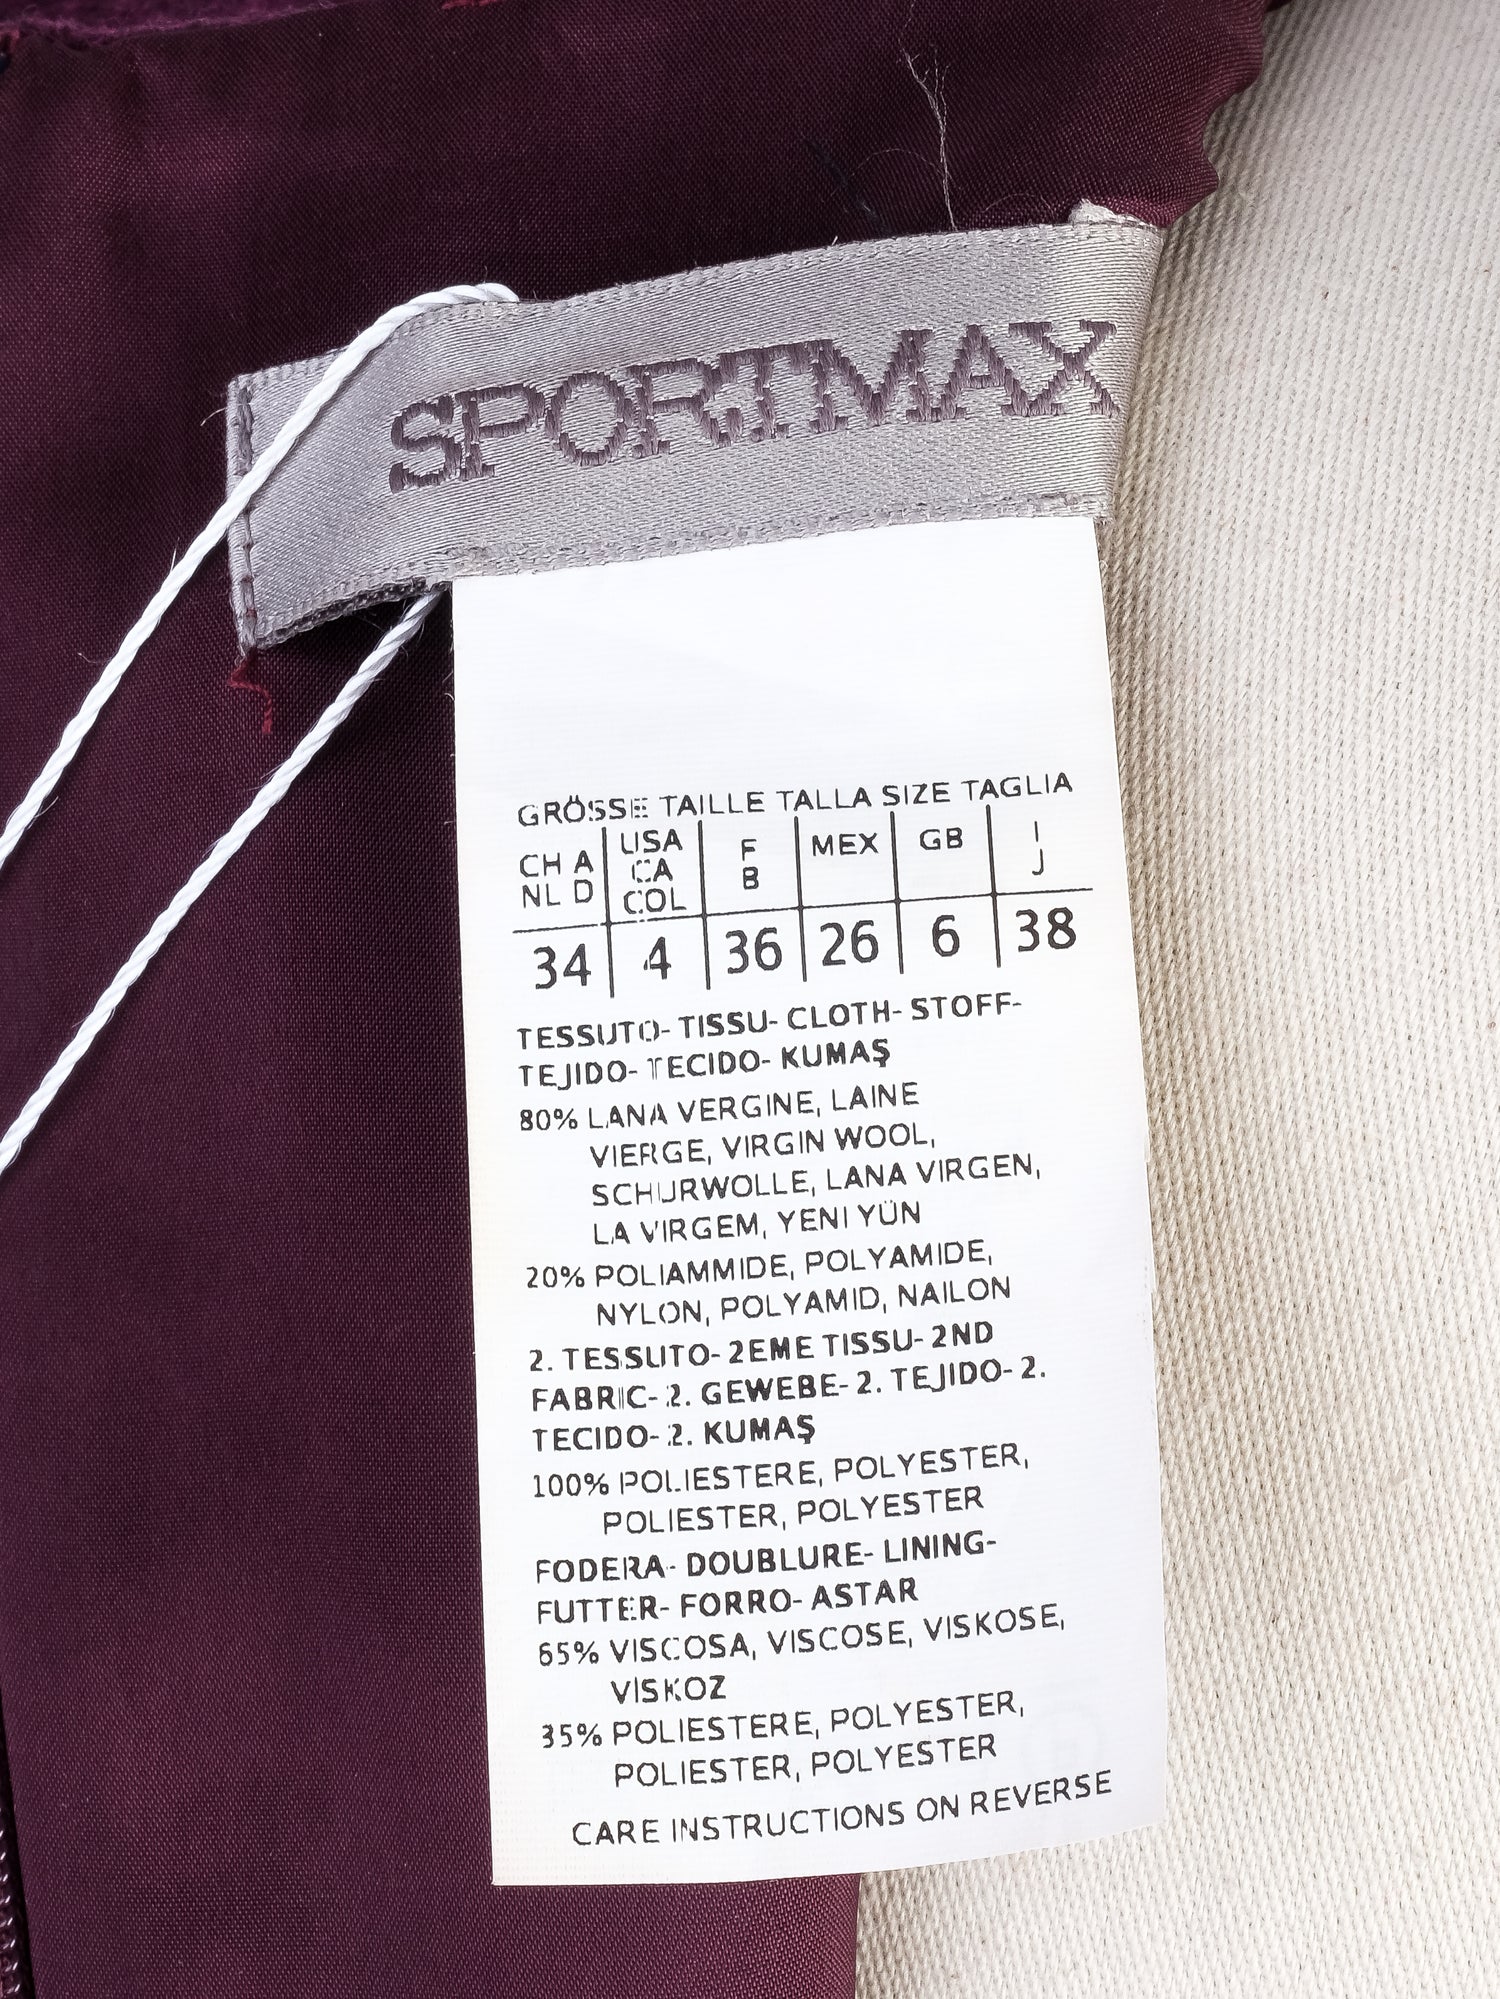 SPORTMAX
GRÖSSE TAILLE TALLA SIZE TAGLIA
CH A USA F MEX GB I
NL D CA B J
COL
34 4 36 26 6 38
TESSUTO- TISSU- CLOTH- STOFF-
TEJIDO- TECIDO- KUMAŞ
80% LANA VERGINE, LAINE
VIERGE, VIRGIN WOOL,
SCHURWOLLE, LANA VIRGEN,
LA VIRGEM, YENI YÜN
20% POLIAMMIDE, POLYAMIDE,
NYLON, POLYAMID, NAILON
2. TESSUTO- 2EME TISSU- 2ND
FABRIC- 2. GEWEBE- 2. TEJIDO- 2.
TECIDO- 2. KUMAŞ
100% POLIESTERE, POLYESTER,
POLIESTER, POLYESTER
FODERA- DOUBLURE- LINING-
FUTTER- FORRO- ASTAR
65% VISCOSA, VISCOSE, VISKOSE,
VISKOZ
35% POLIESTERE, POLYESTER,
POLIESTER, POLYESTER
CARE INSTRUCTIONS ON REVERSE